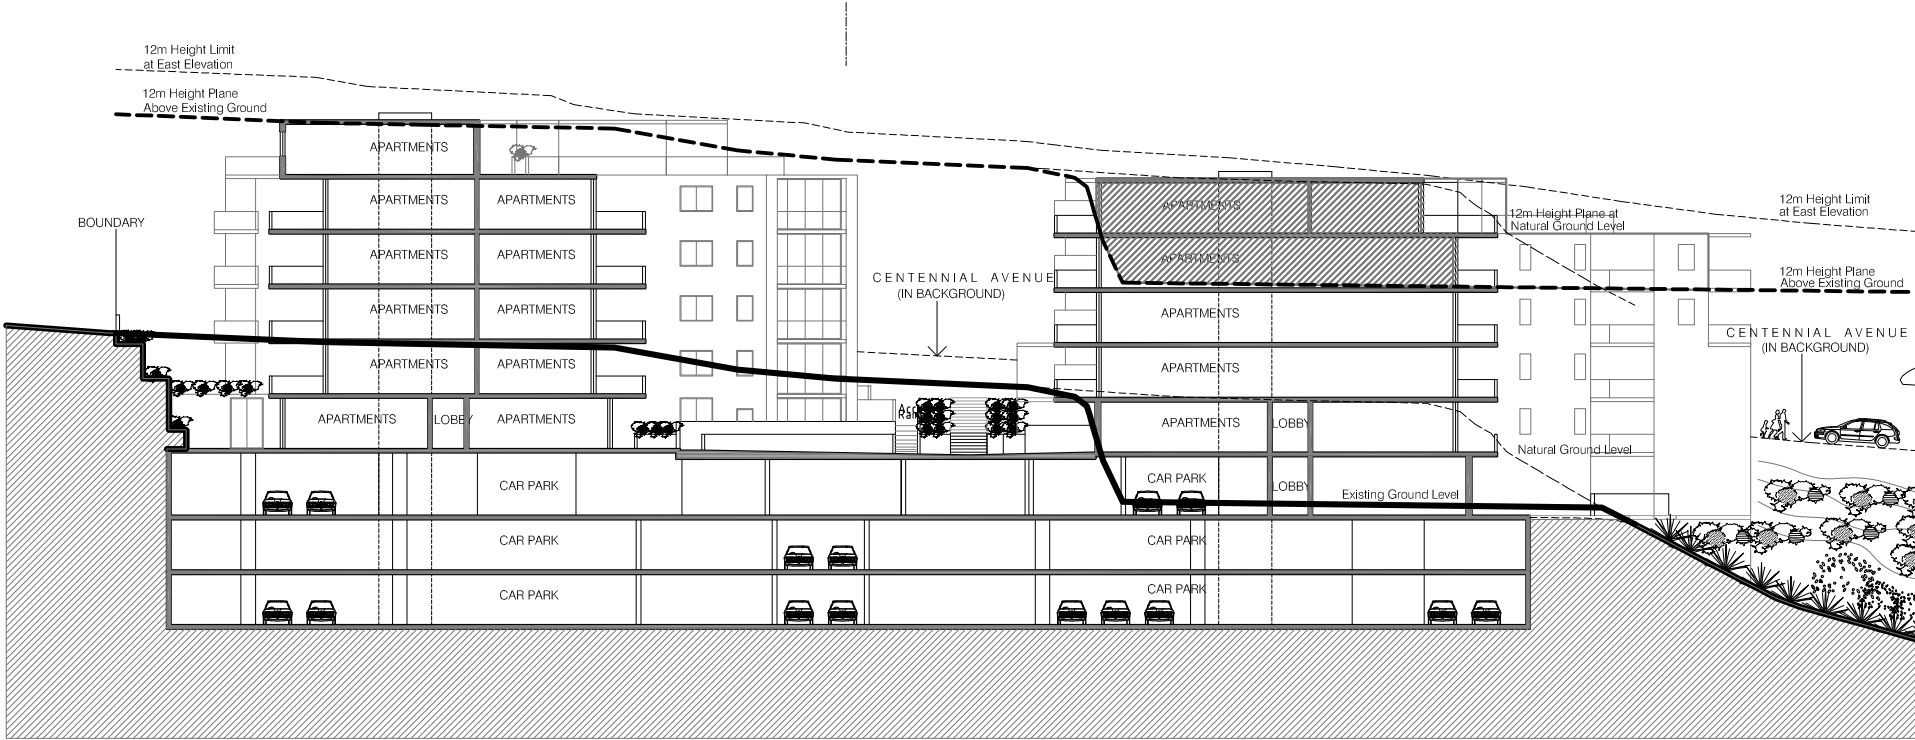 12m Height Limit
at East Elevation
12m Height Plane
Above Existing Ground
APARTMENTS
APARTMENTS
APARTMENTS
APARTMENTS
12m Height Limit
at East Elevation
12m Height Plane at
Natural Ground Level
BOUNDARY
APARTMENTS
APARTMENTS
APARTMENTS
CENTENNIAL AVENUE
(IN BACKGROUND)
12m Height Plane
Above Existing Ground
APARTMENTS
APARTMENTS
APARTMENTS
CENTENNIAL AVENUE
(IN BACKGROUND)
APARTMENTS
APARTMENTS
APARTMENTS
APARTMENTS
LOBBY
APARTMENTS
APARTMENTS
LOBBY
Natural Ground Level
CAR PARK
CAR PARK
LOBBY
Existing Ground Level
CAR PARK
CAR PARK
CAR PARK
CAR PARK